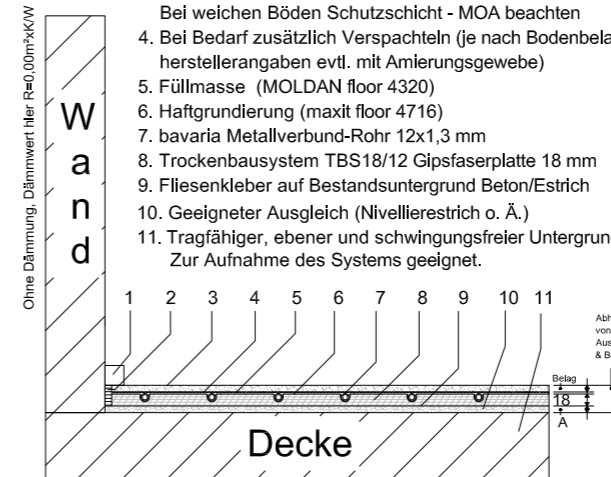 Bei weichen Böden Schutzschicht - MOA beachten
4. Bei Bedarf zusätzlich Verspachteln (je nach Bodenbela
herstellerangaben evtl. mit Amierungsgewebe)
5. Füllmasse (MOLDAN floor 4320)
6. Haftgrundierung (maxit floor 4716)
7. bavaria Metallverbund-Rohr 12x1,3 mm
8. Trockenbausystem TBS18/12 Gipsfaserplatte 18 mm
9. Fliesenkleber auf Bestandsuntergrund Beton/Estrich
10. Geeigneter Ausgleich (Nivellierestrich o. Ä.)
11. Tragfähiger, ebener und schwingungsfreier Untergrun
Zur Aufnahme des Systems geeignet.
Ohne Dämmung, Dämmwert hier R=0,00m²xK/W
Wand
1 2 3 4 5 6 7 8 9 10 11
Abh
von
Aus
& B
Belag
18
A
Decke